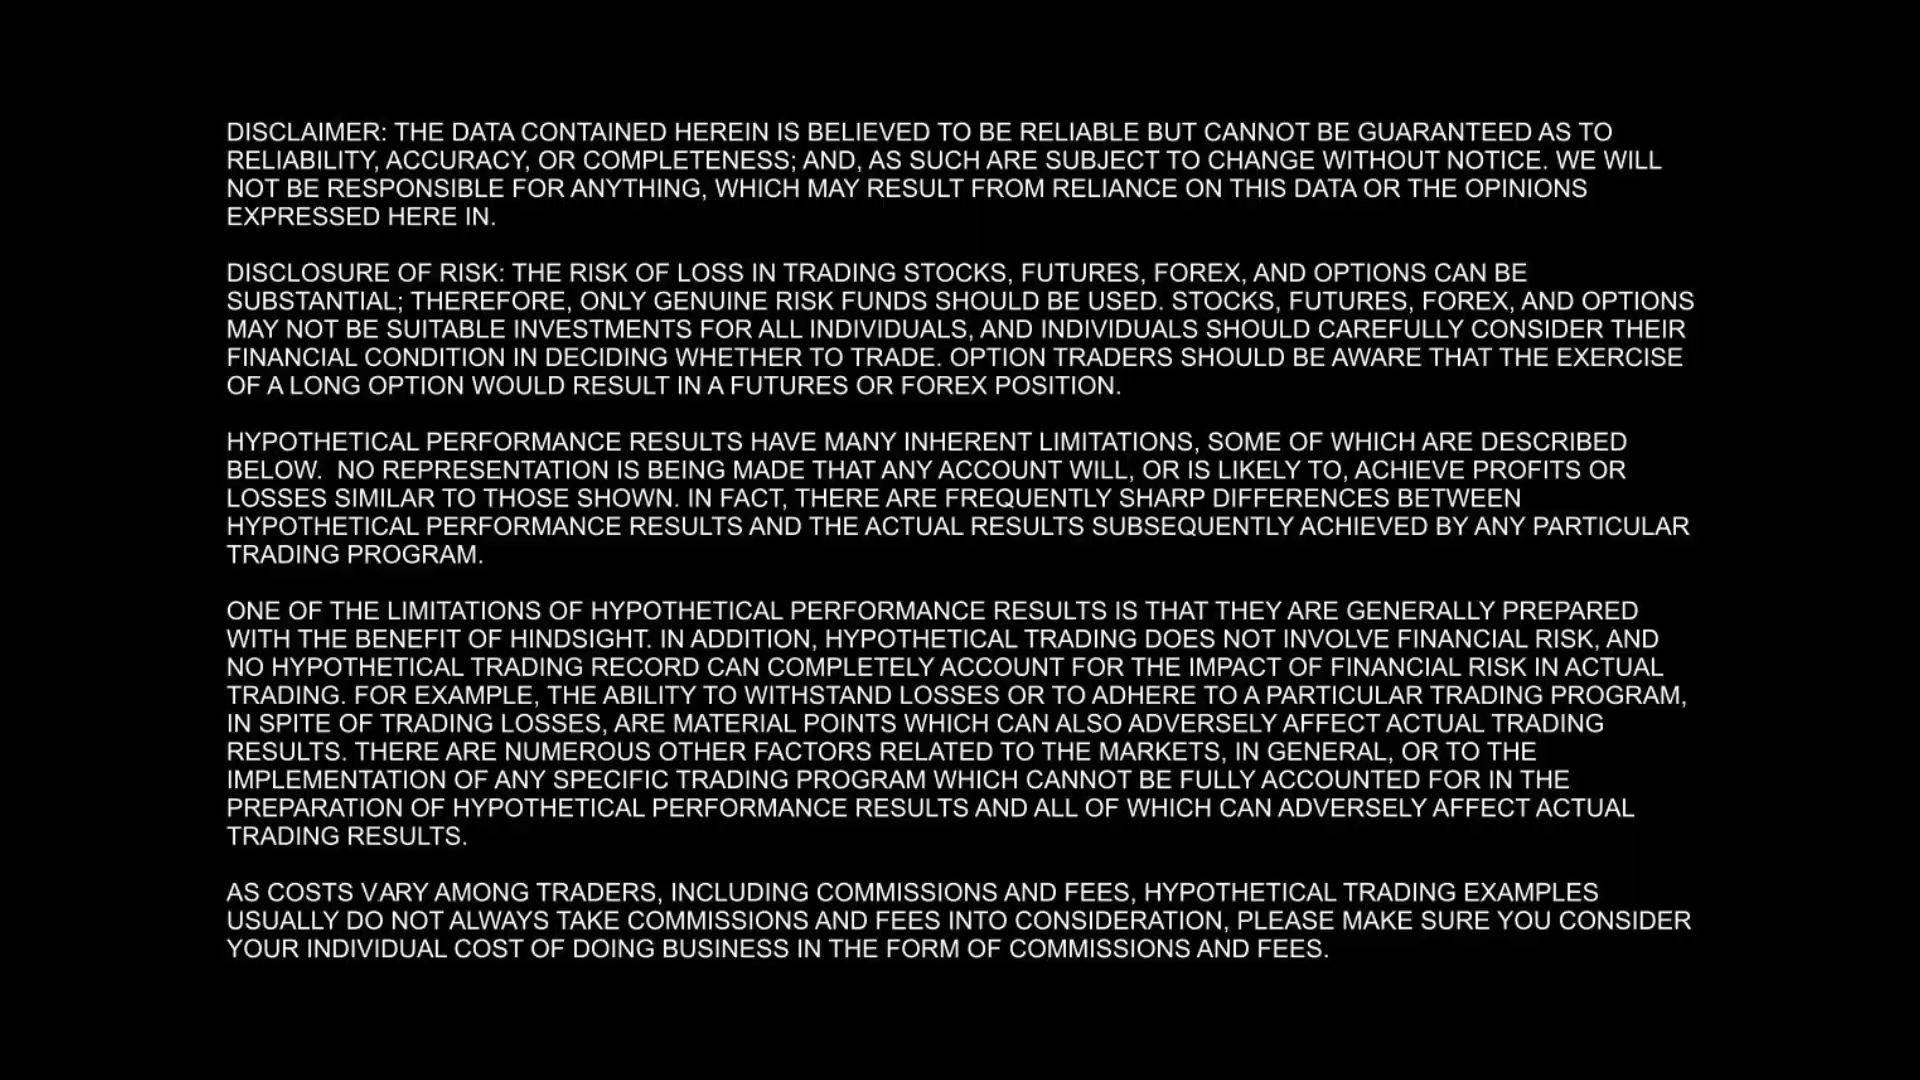 DISCLAIMER: THE DATA CONTAINED HEREIN IS BELIEVED TO BE RELIABLE BUT CANNOT BE GUARANTEED AS TO
RELIABILITY, ACCURACY, OR COMPLETENESS; AND, AS SUCH ARE SUBJECT TO CHANGE WITHOUT NOTICE. WE WILL
NOT BE RESPONSIBLE FOR ANYTHING, WHICH MAY RESULT FROM RELIANCE ON THIS DATA OR THE OPINIONS
EXPRESSED HERE IN.
DISCLOSURE OF RISK: THE RISK OF LOSS IN TRADING STOCKS, FUTURES, FOREX, AND OPTIONS CAN BE
SUBSTANTIAL; THEREFORE, ONLY GENUINE RISK FUNDS SHOULD BE USED. STOCKS, FUTURES, FOREX, AND OPTIONS
MAY NOT BE SUITABLE INVESTMENTS FOR ALL INDIVIDUALS, AND INDIVIDUALS SHOULD CAREFULLY CONSIDER THEIR
FINANCIAL CONDITION IN DECIDING WHETHER TO TRADE. OPTION TRADERS SHOULD BE AWARE THAT THE EXERCISE
OF A LONG OPTION WOULD RESULT IN A FUTURES OR FOREX POSITION.
HYPOTHETICAL PERFORMANCE RESULTS HAVE MANY INHERENT LIMITATIONS, SOME OF WHICH ARE DESCRIBED
BELOW.  NO REPRESENTATION IS BEING MADE THAT ANY ACCOUNT WILL, OR IS LIKELY TO, ACHIEVE PROFITS OR
LOSSES SIMILAR TO THOSE SHOWN. IN FACT, THERE ARE FREQUENTLY SHARP DIFFERENCES BETWEEN
HYPOTHETICAL PERFORMANCE RESULTS AND THE ACTUAL RESULTS SUBSEQUENTLY ACHIEVED BY ANY PARTICULAR
TRADING PROGRAM.
ONE OF THE LIMITATIONS OF HYPOTHETICAL PERFORMANCE RESULTS IS THAT THEY ARE GENERALLY PREPARED
WITH THE BENEFIT OF HINDSIGHT. IN ADDITION, HYPOTHETICAL TRADING DOES NOT INVOLVE FINANCIAL RISK, AND
NO HYPOTHETICAL TRADING RECORD CAN COMPLETELY ACCOUNT FOR THE IMPACT OF FINANCIAL RISK IN ACTUAL
TRADING. FOR EXAMPLE, THE ABILITY TO WITHSTAND LOSSES OR TO ADHERE TO A PARTICULAR TRADING PROGRAM,
IN SPITE OF TRADING LOSSES, ARE MATERIAL POINTS WHICH CAN ALSO ADVERSELY AFFECT ACTUAL TRADING
RESULTS. THERE ARE NUMEROUS OTHER FACTORS RELATED TO THE MARKETS, IN GENERAL, OR TO THE
IMPLEMENTATION OF ANY SPECIFIC TRADING PROGRAM WHICH CANNOT BE FULLY ACCOUNTED FOR IN THE
PREPARATION OF HYPOTHETICAL PERFORMANCE RESULTS AND ALL OF WHICH CAN ADVERSELY AFFECT ACTUAL
TRADING RESULTS.
AS COSTS VARY AMONG TRADERS, INCLUDING COMMISSIONS AND FEES, HYPOTHETICAL TRADING EXAMPLES
USUALLY DO NOT ALWAYS TAKE COMMISSIONS AND FEES INTO CONSIDERATION, PLEASE MAKE SURE YOU CONSIDER
YOUR INDIVIDUAL COST OF DOING BUSINESS IN THE FORM OF COMMISSIONS AND FEES.